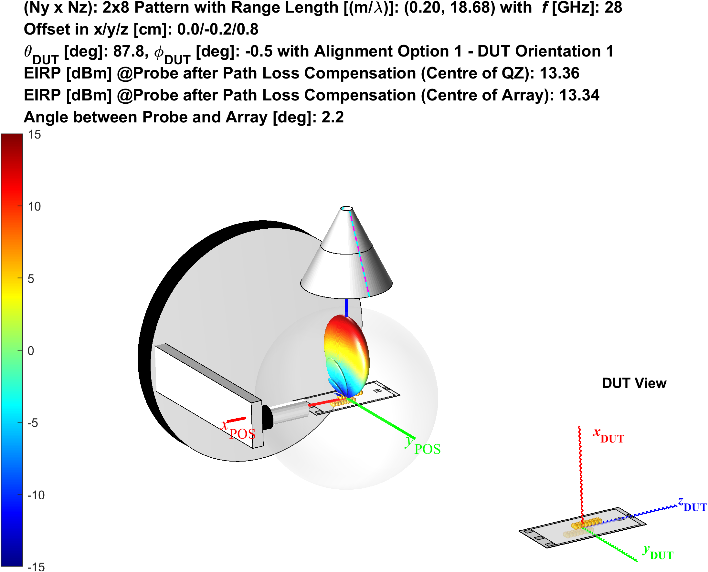 (Ny x Nz): 2x8 Pattern with Range Length [(m/λ)]: (0.20, 18.68) with f [GHz]: 28
Offset in x/y/z [cm]: 0.0/-0.2/0.8
θDUT [deg]: 87.8, ϕDUT [deg]: -0.5 with Alignment Option 1 - DUT Orientation 1
EIRP [dBm] @Probe after Path Loss Compensation (Centre of QZ): 13.36
EIRP [dBm] @Probe after Path Loss Compensation (Centre of Array): 13.34
Angle between Probe and Array [deg]: 2.2
15
10
5
0
-5
-10
-15
xPOS
yPOS
DUT View
xDUT
zDUT
yDUT